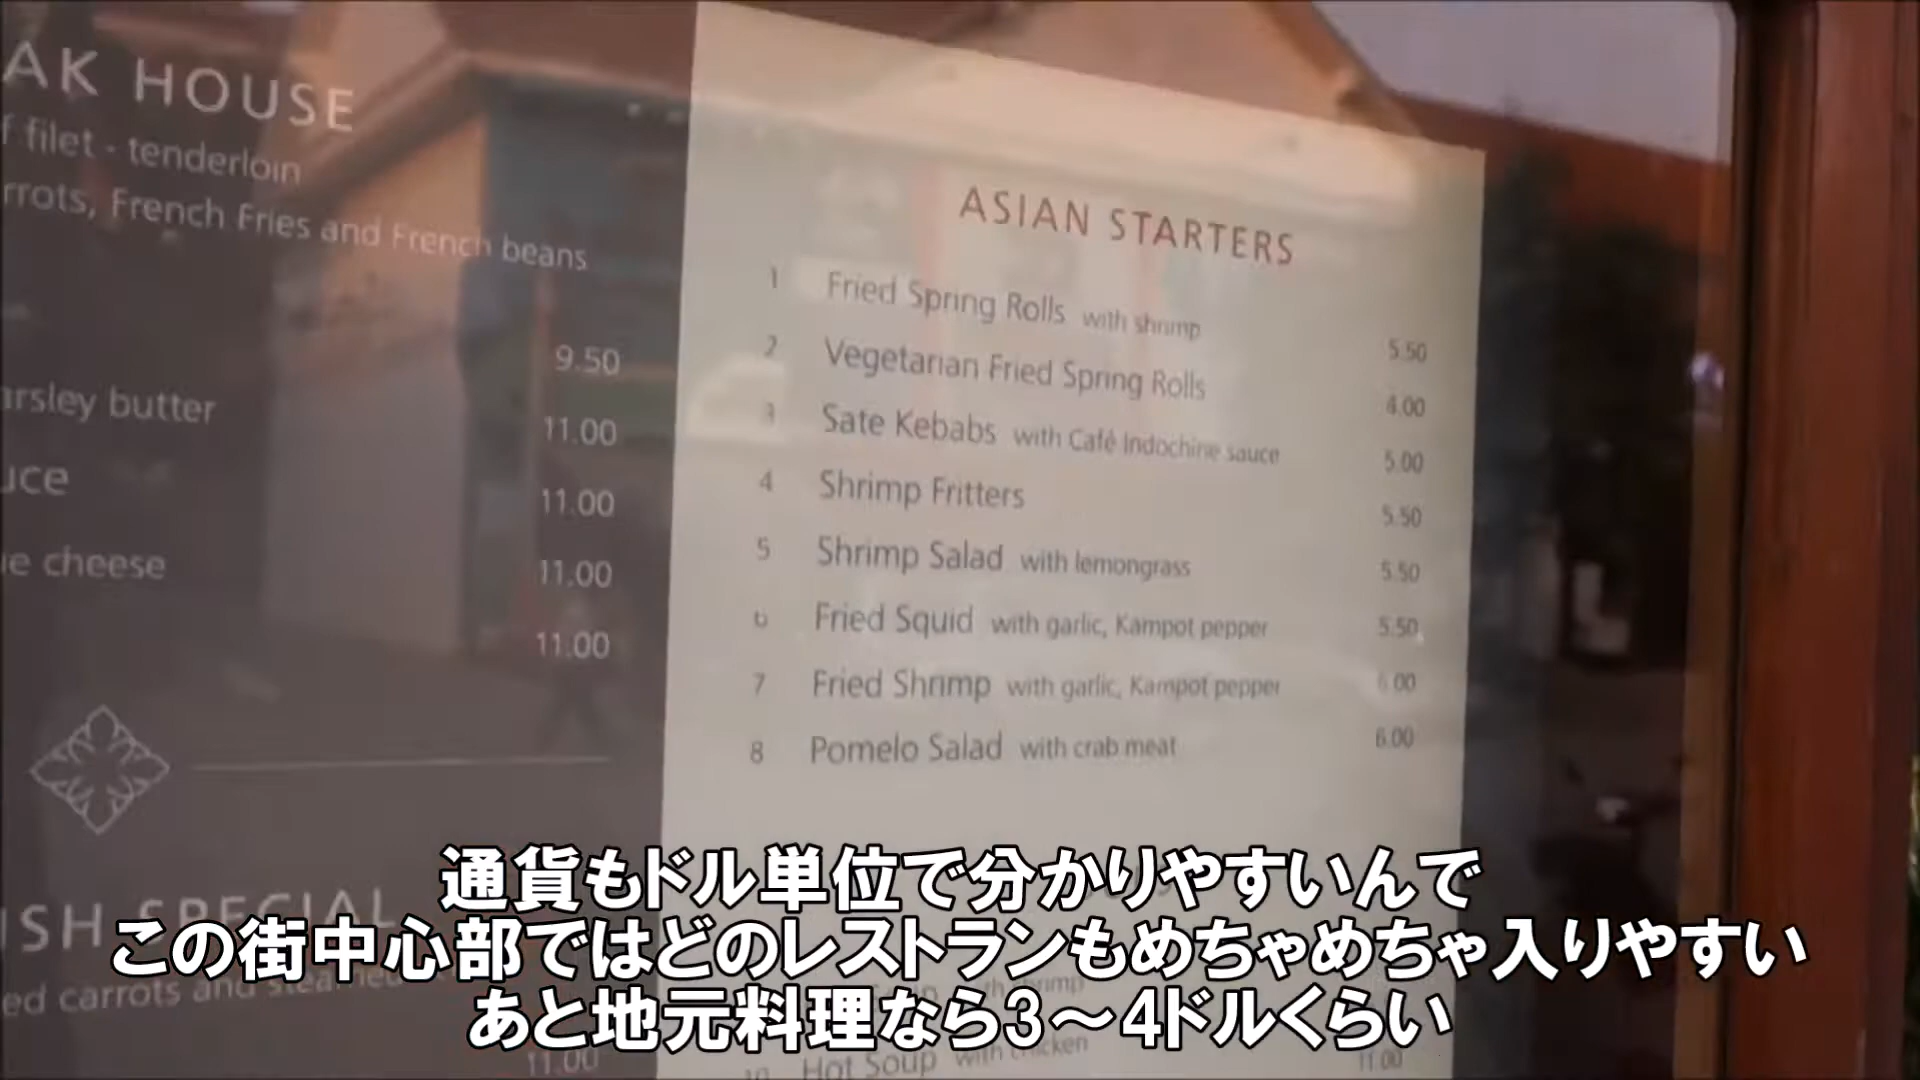 AK HOUSE
f filet - tenderloin
rrots, French Fries and French beans
9.50
arsley butter 11.00
uce 11.00
ue cheese 11.00
11.00
ISH SPECIAL
ed carrots and steamed
11.00
ASIAN STARTERS
1 Fried Spring Rolls with shrimp 5.50
2 Vegetarian Fried Spring Rolls 4.00
3 Sate Kebabs with Café Indochine sauce 5.00
4 Shrimp Fritters 5.50
5 Shrimp Salad with lemongrass 5.50
6 Fried Squid with garlic, Kampot pepper 5.50
7 Fried Shrimp with garlic, Kampot pepper 6.00
8 Pomelo Salad with crab meat 6.00
with shrimp
10 Hot Soup with chicken
通貨もドル単位で分かりやすいんで
この街中心部ではどのレストランもめちゃめちゃ入りやすい
あと地元料理なら3～4ドルくらい